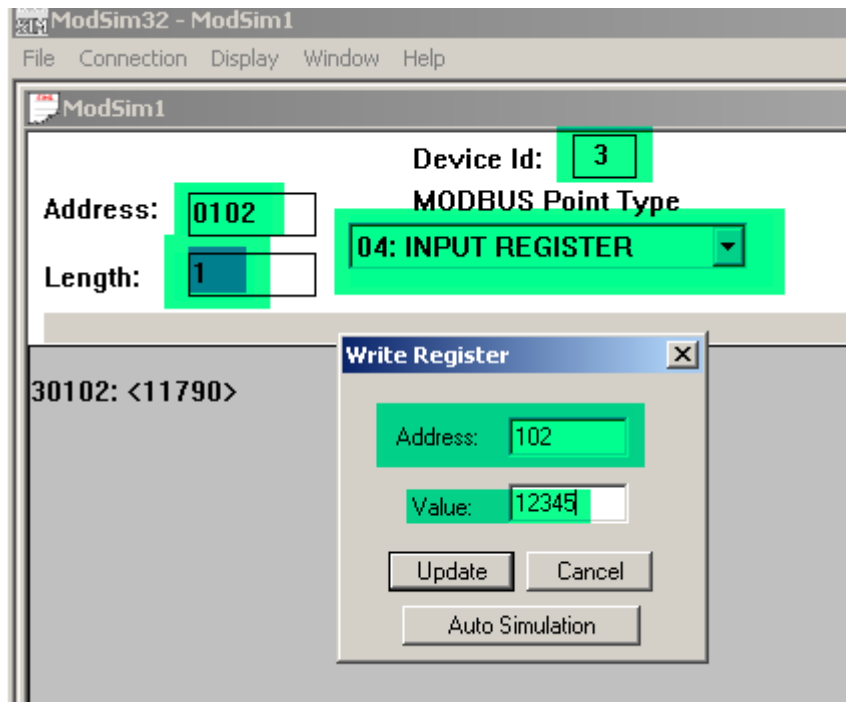 ModSim32 - ModSim1
File Connection Display Window Help
ModSim1
Device Id: 3
Address: 0102
MODBUS Point Type
04: INPUT REGISTER
Length: 1
30102: <11790>
Write Register
Address: 102
Value: 12345
Update Cancel
Auto Simulation